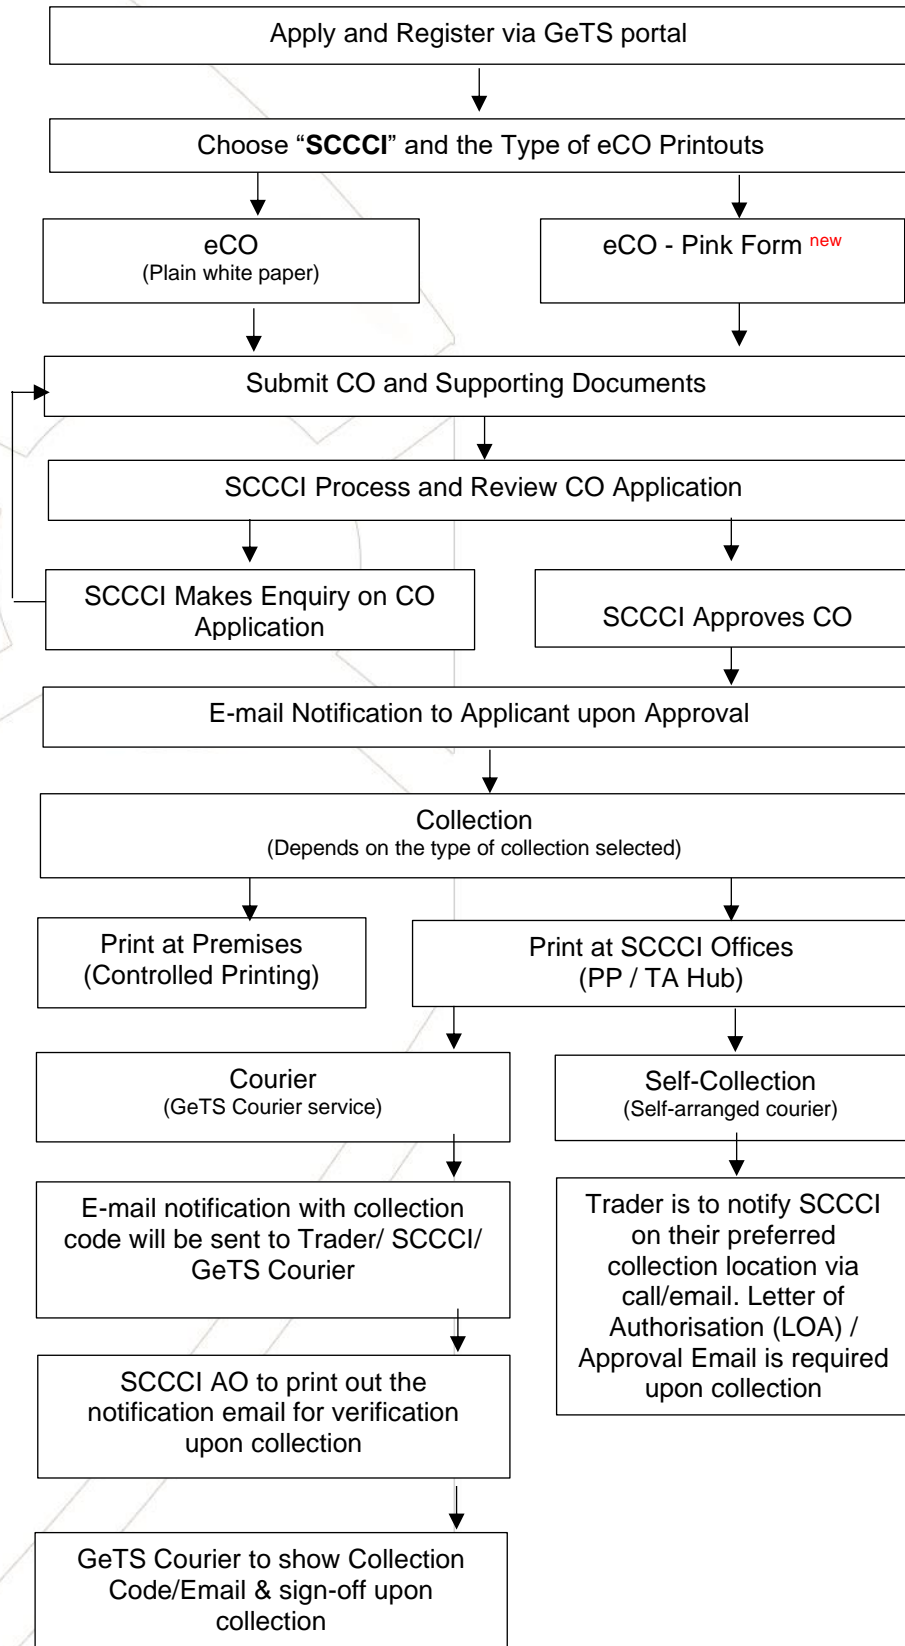 Apply and Register via GeTS portal
Choose “SCCCI” and the Type of eCO Printouts
eCO
(Plain white paper)
eCO - Pink Form new
Submit CO and Supporting Documents
SCCCI Process and Review CO Application
SCCCI Makes Enquiry on CO
Application
SCCCI Approves CO
E-mail Notification to Applicant upon Approval
Collection
(Depends on the type of collection selected)
Print at Premises
(Controlled Printing)
Print at SCCCI Offices
(PP / TA Hub)
Courier
(GeTS Courier service)
Self-Collection
(Self-arranged courier)
E-mail notification with collection
code will be sent to Trader/ SCCCI/
GeTS Courier
Trader is to notify SCCCI
on their preferred
collection location via
call/email. Letter of
Authorisation (LOA) /
Approval Email is required
upon collection
SCCCI AO to print out the
notification email for verification
upon collection
GeTS Courier to show Collection
Code/Email & sign-off upon
collection